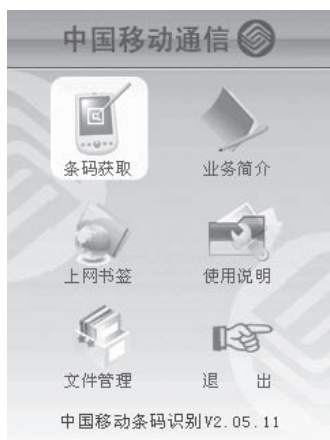 中国移动通信
条码获取 业务简介
上网书签 使用说明
文件管理 退 出
中国移动条码识别V2.05.11